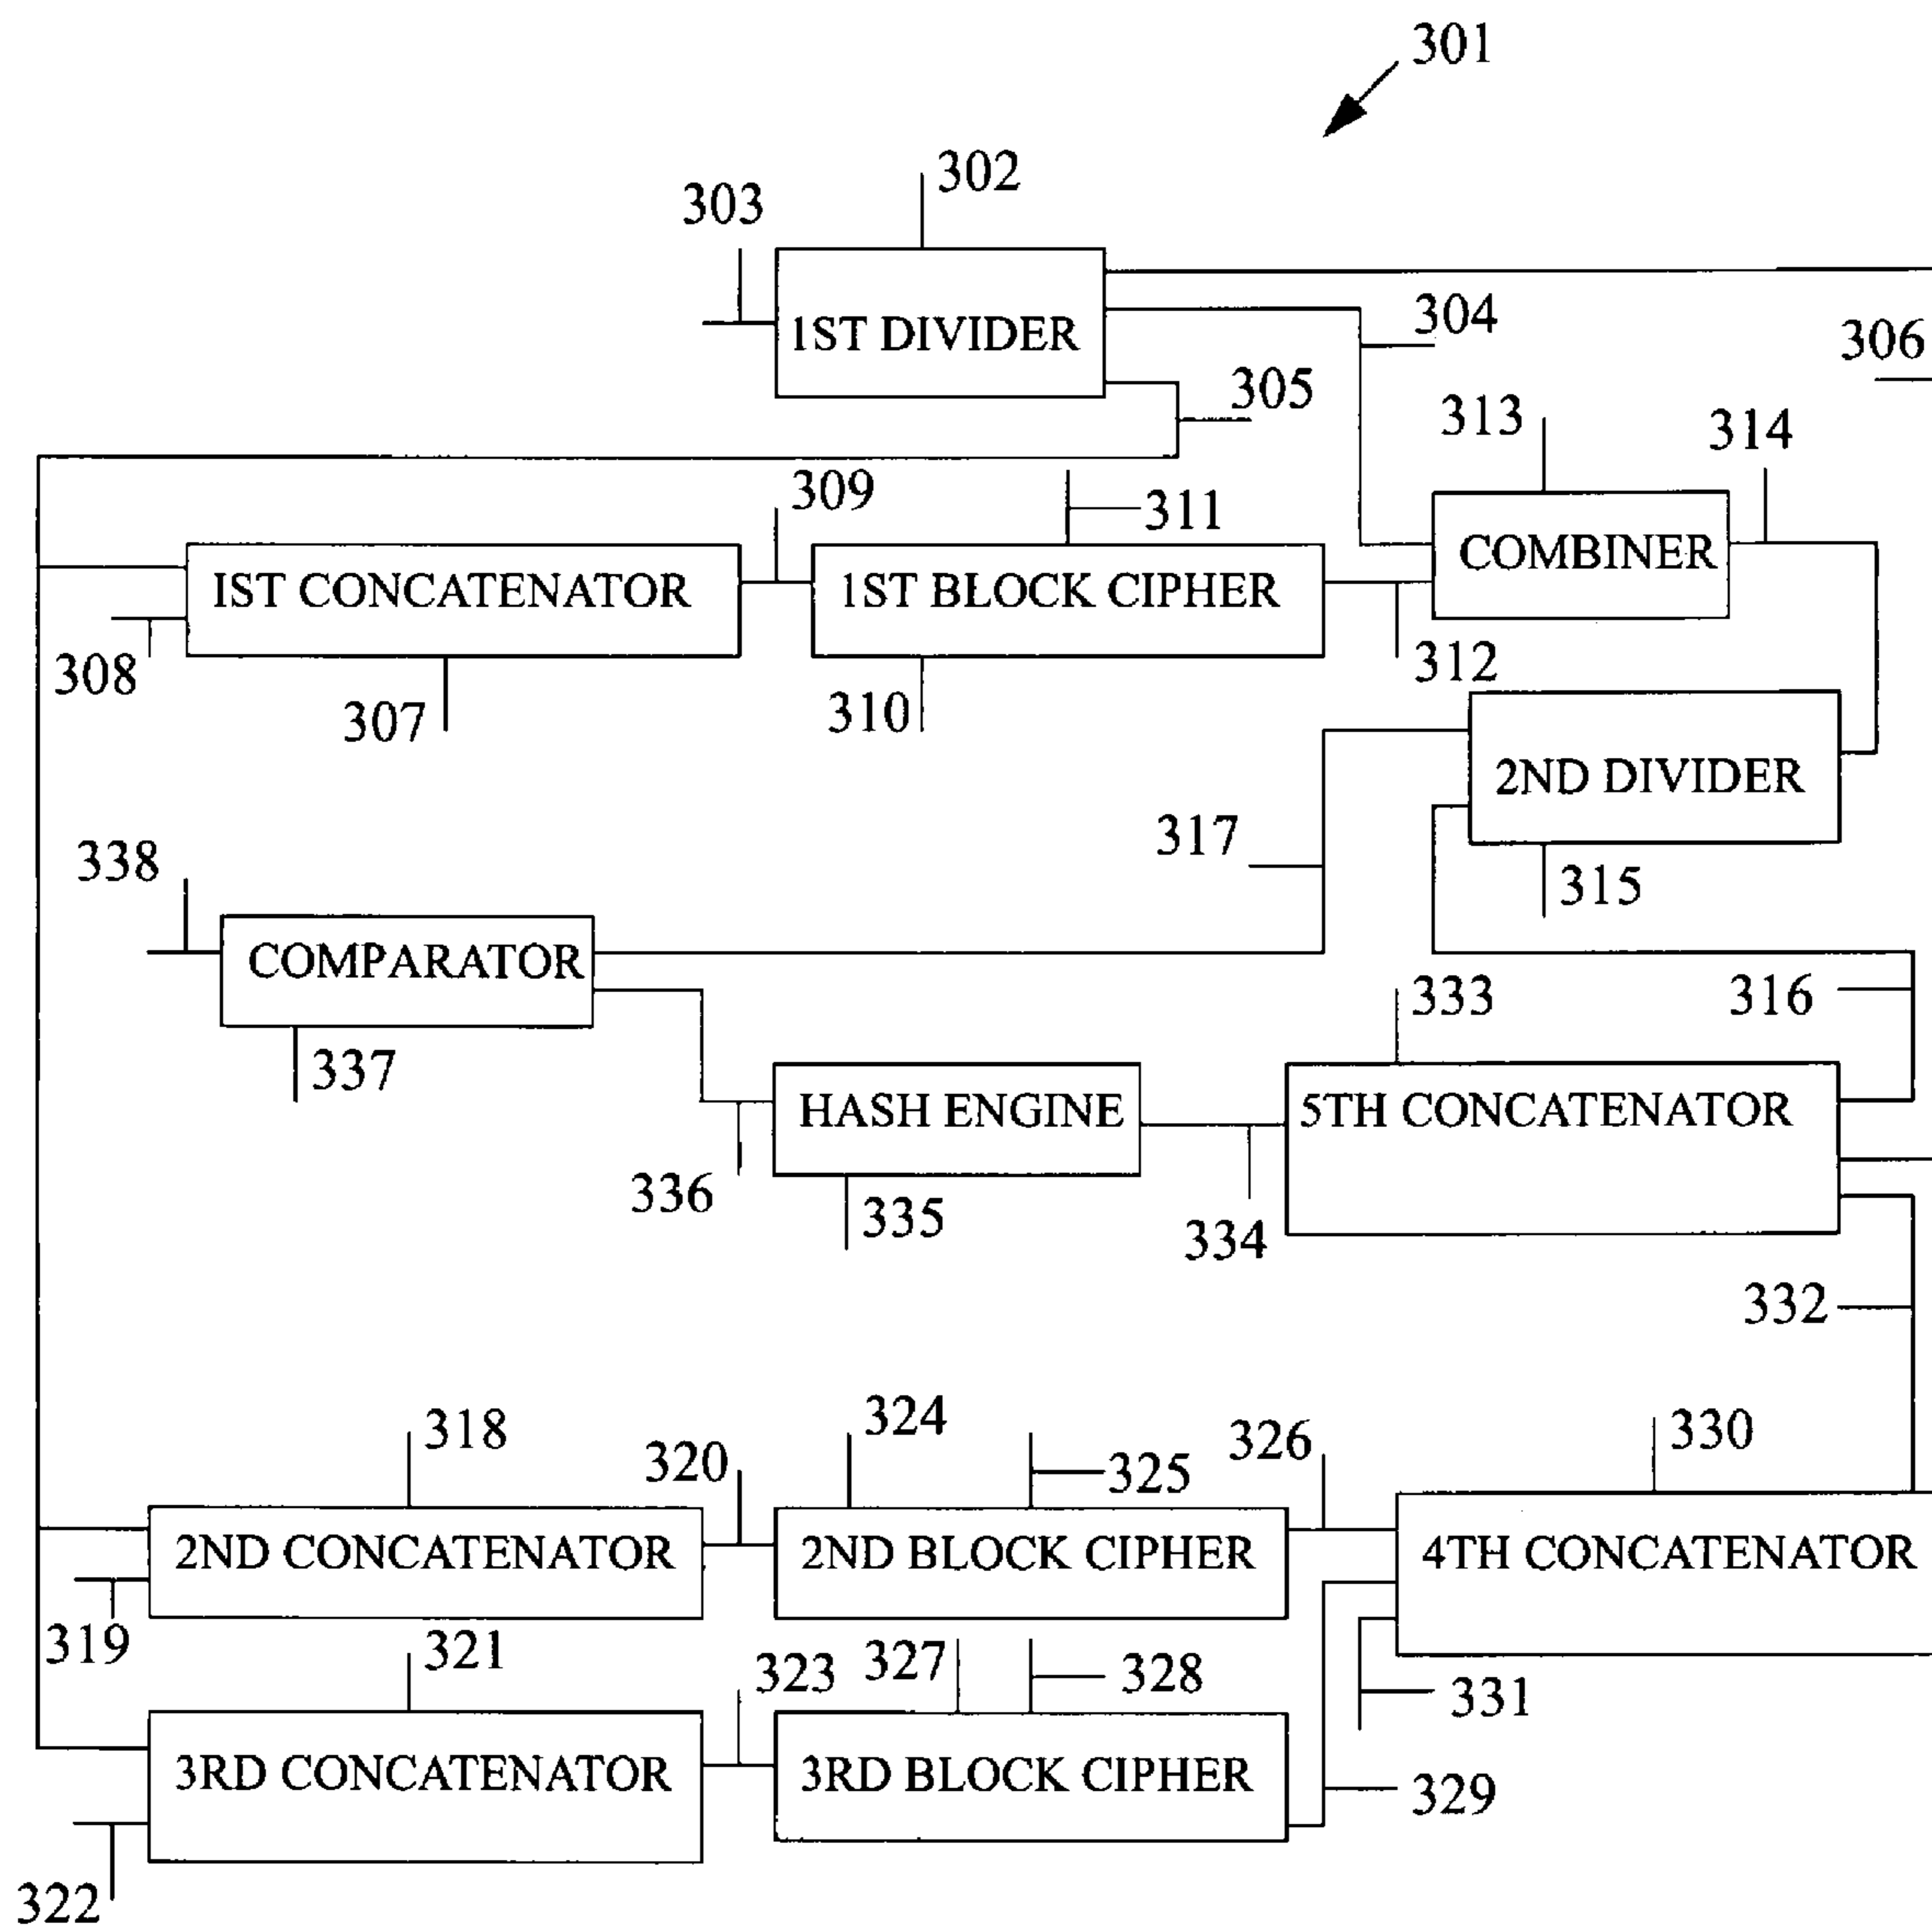 301
302
303
1ST DIVIDER
304
306
305
313
314
309
311
COMBINER
IST CONCATENATOR
1ST BLOCK CIPHER
308
312
307
310
2ND DIVIDER
317
338
315
COMPARATOR
316
333
337
HASH ENGINE
5TH CONCATENATOR
336
335
334
332
324
318
326
330
320
325
2ND CONCATENATOR
2ND BLOCK CIPHER
4TH CONCATENATOR
319
321
323
327
328
331
3RD CONCATENATOR
3RD BLOCK CIPHER
329
322